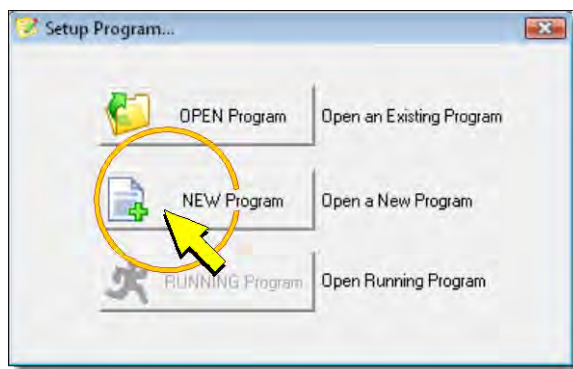 Setup Program...
OPEN Program Open an Existing Program
NEW Program Open a New Program
RUNNING Program Open Running Program